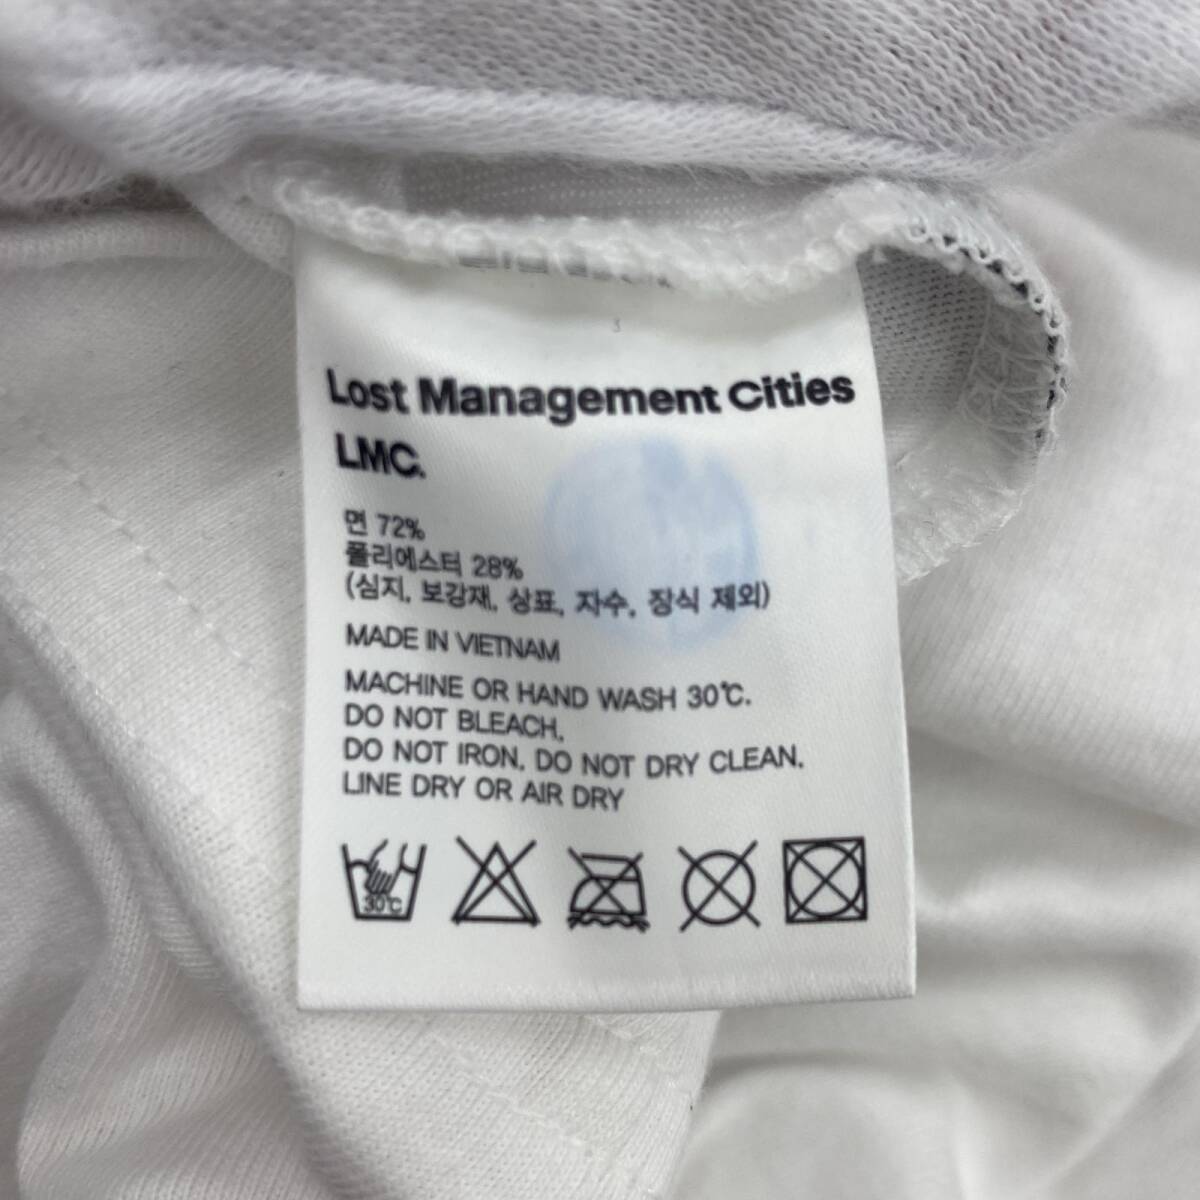 Lost Management Cities
LMC.
면 72%
폴리에스터 28%
(심지, 보강재, 상표, 자수, 장식 제외)
MADE IN VIETNAM
MACHINE OR HAND WASH 30℃.
DO NOT BLEACH.
DO NOT IRON. DO NOT DRY CLEAN.
LINE DRY OR AIR DRY
30℃